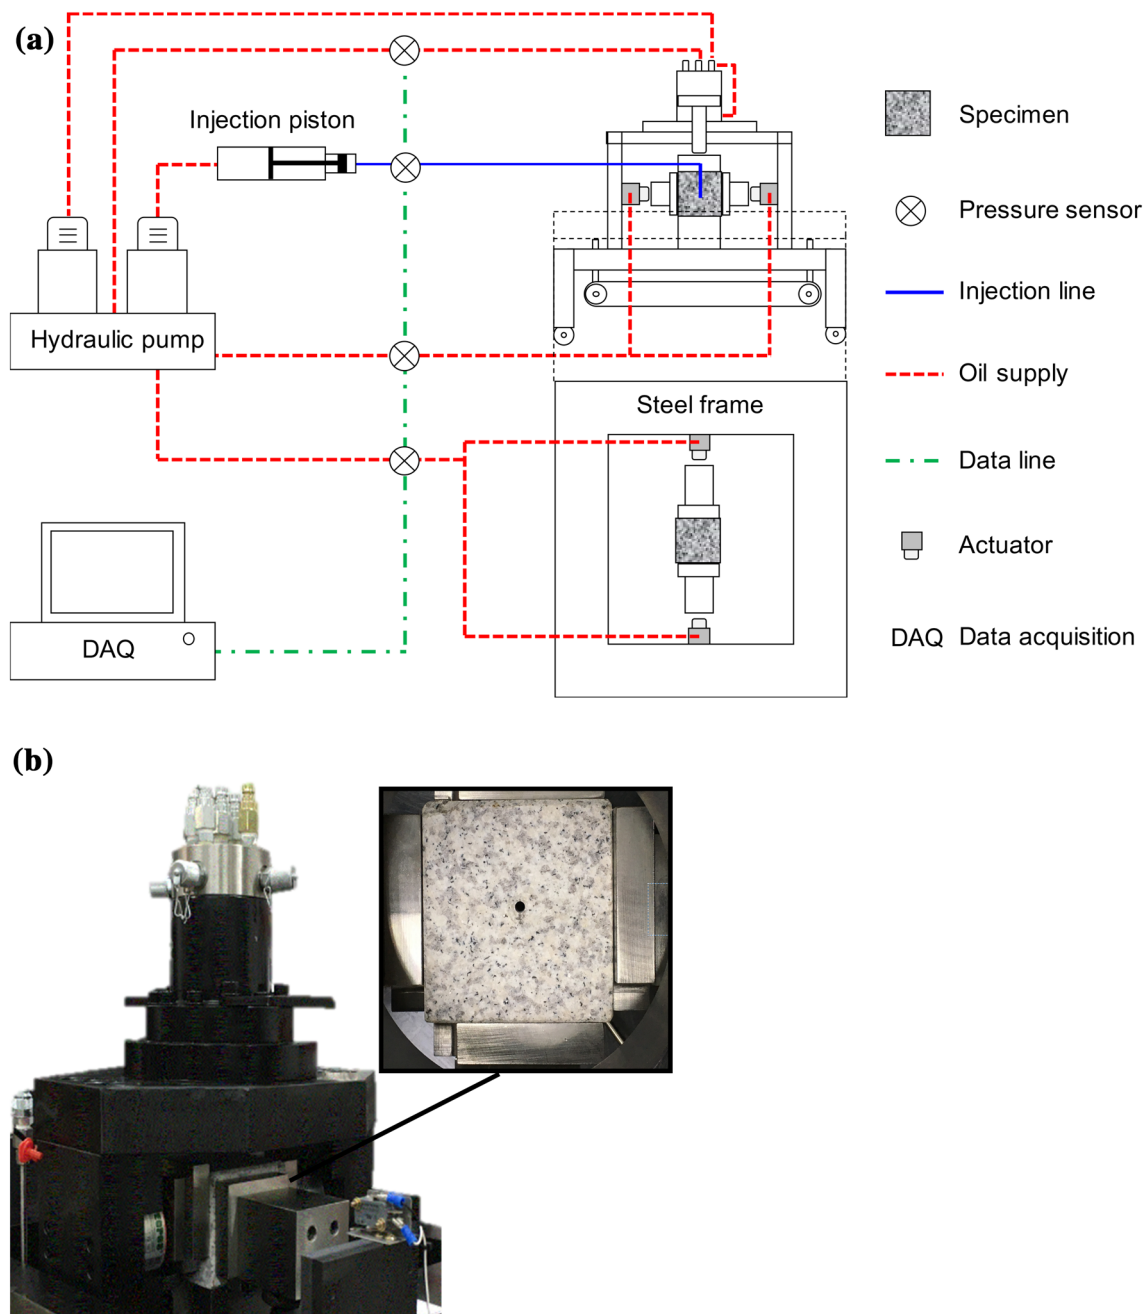 (a)
Injection piston
Specimen
Pressure sensor
Injection line
Hydraulic pump
Oil supply
Steel frame
Data line
Actuator
DAQ
DAQ Data acquisition
(b)